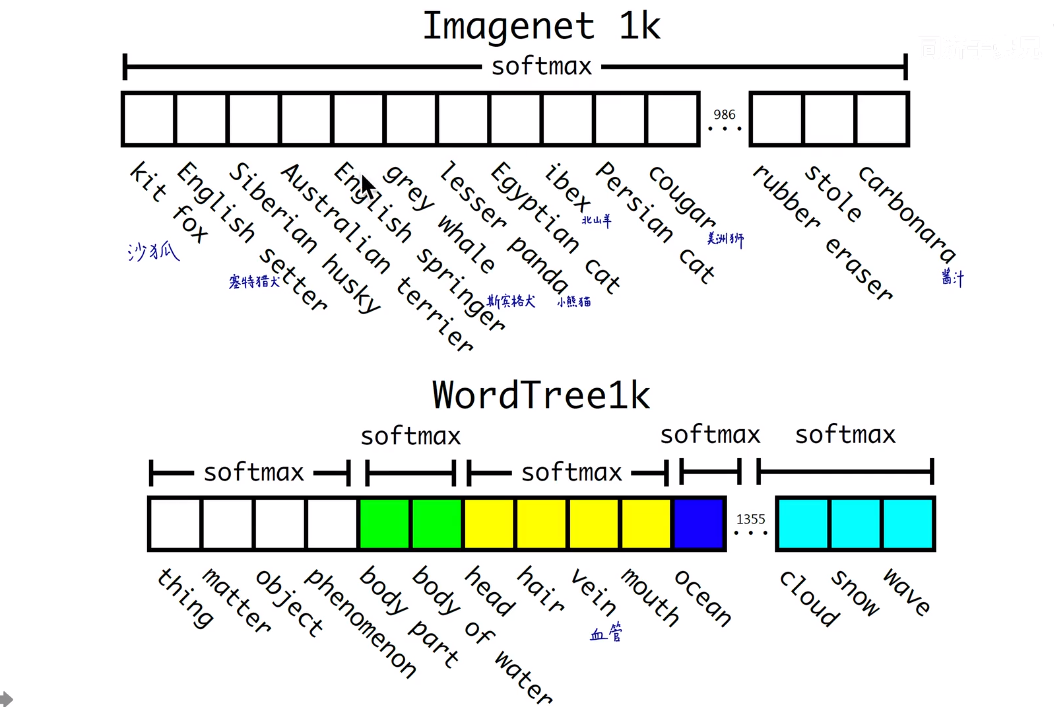 Imagenet 1k
softmax
986
...
kit fox
沙狐
English setter
塞特猎犬
Siberian husky
Australian terrier
English springer
斯宾格犬
grey whale
lesser panda
小熊猫
Egyptian cat
ibex
北山羊
Persian cat
cougar
美洲狮
rubber eraser
stole
carbonara
酱汁
WordTree1k
softmax
softmax
softmax
softmax
softmax
1355
...
thing
matter
object
phenomenon
body part
body of water
head
hair
vein
血管
mouth
ocean
cloud
snow
wave